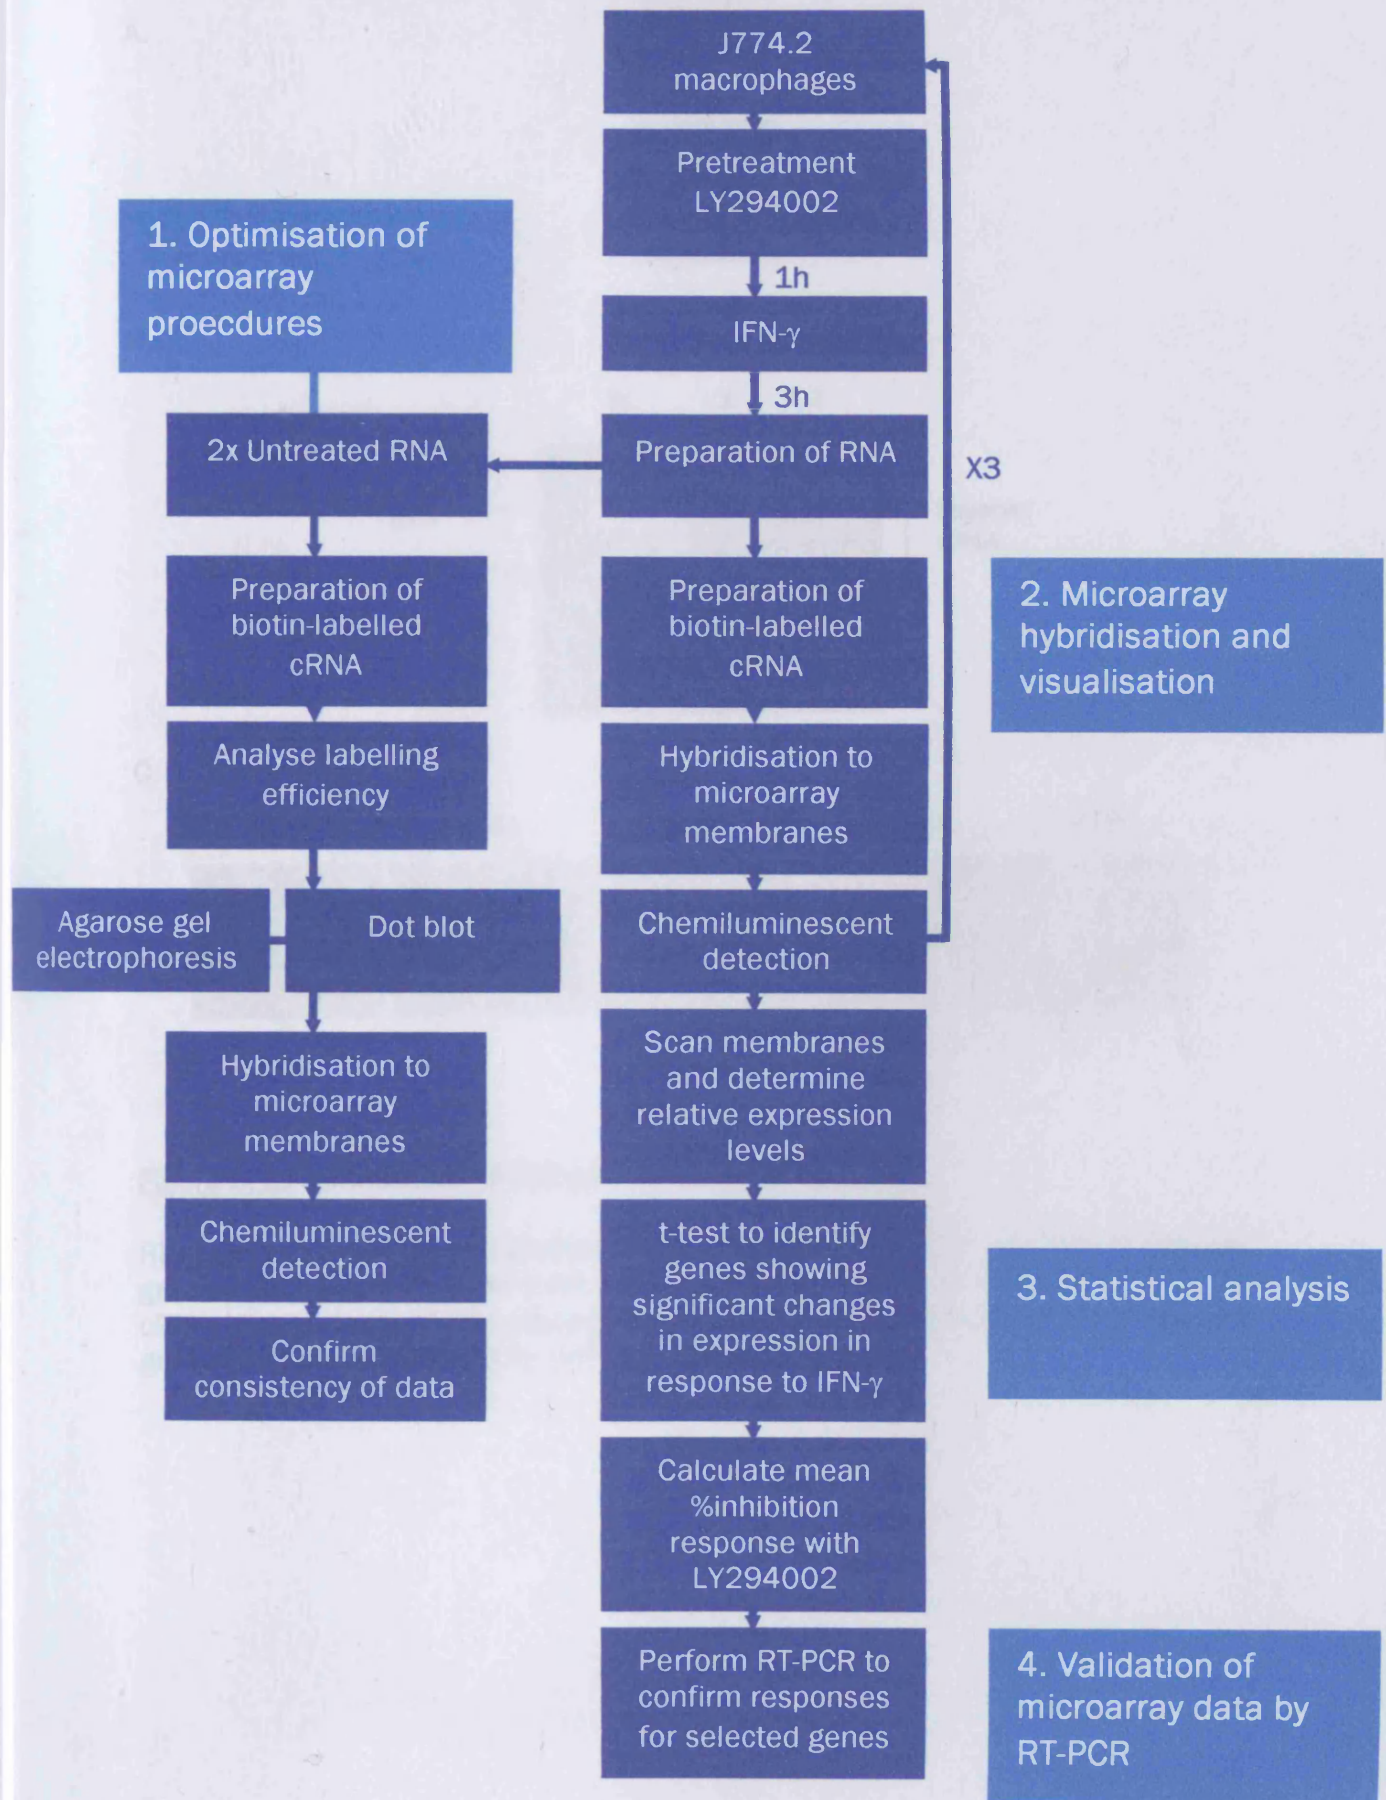 J774.2
macrophages
Pretreatment
LY294002
1h
IFN-γ
3h
Preparation of RNA
X3
1. Optimisation of
microarray
proecdures
2x Untreated RNA
Preparation of
biotin-labelled
cRNA
Analyse labelling
efficiency
Agarose gel
electrophoresis
Dot blot
Hybridisation to
microarray
membranes
Chemiluminescent
detection
Confirm
consistency of data
Preparation of
biotin-labelled
cRNA
Hybridisation to
microarray
membranes
Chemiluminescent
detection
Scan membranes
and determine
relative expression
levels
t-test to identify
genes showing
significant changes
in expression in
response to IFN-γ
Calculate mean
%inhibition
response with
LY294002
Perform RT-PCR to
confirm responses
for selected genes
2. Microarray
hybridisation and
visualisation
3. Statistical analysis
4. Validation of
microarray data by
RT-PCR